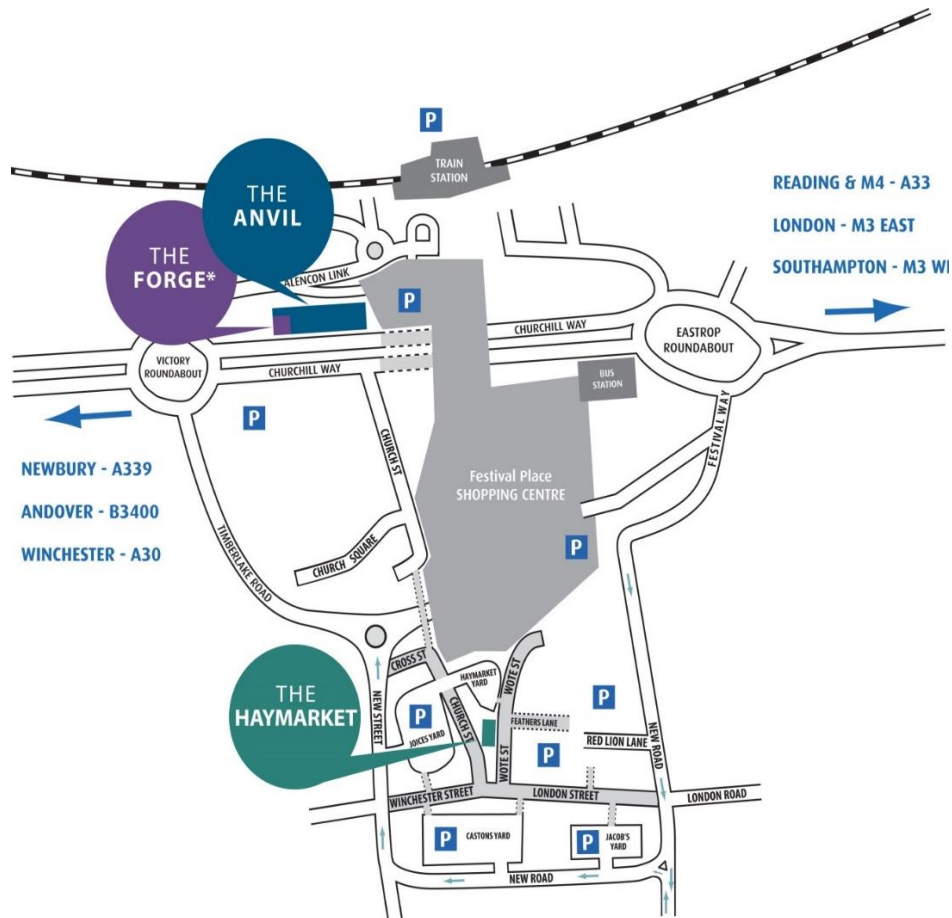 P
TRAIN
STATION
THE
ANVIL
THE
FORGE*
READING & M4 - A33
LONDON - M3 EAST
SOUTHAMPTON - M3
ALENCON LINK
P
CHURCHILL WAY
EASTROP
ROUNDABOUT
VICTORY
ROUNDABOUT
CHURCHILL WAY
BUS
STATION
P
CHURCH ST
FESTIVAL WAY
NEWBURY - A339
ANDOVER - B3400
WINCHESTER - A30
Festival Place
SHOPPING CENTRE
P
TIMBERLAKE ROAD
CHURCH SQUARE
CROSS ST
HAYMARKET
YARD
WOTE ST
THE
HAYMARKET
NEW STREET
P
JOICES YARD
CHURCH ST
FEATHERS LANE
P
RED LION LANE
NEW ROAD
WOTE ST
P
WINCHESTER STREET
LONDON STREET
LONDON ROAD
P
CASTONS YARD
P
JACOB'S
YARD
NEW ROAD